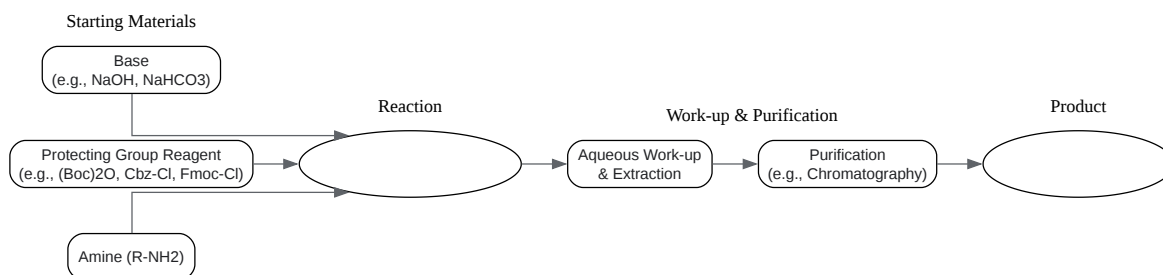 Starting Materials
Base
(e.g., NaOH, NaHCO3)
Reaction
Work-up & Purification
Product
Protecting Group Reagent
(e.g., (Boc)2O, Cbz-Cl, Fmoc-Cl)
Aqueous Work-up
& Extraction
Purification
(e.g., Chromatography)
Amine (R-NH2)